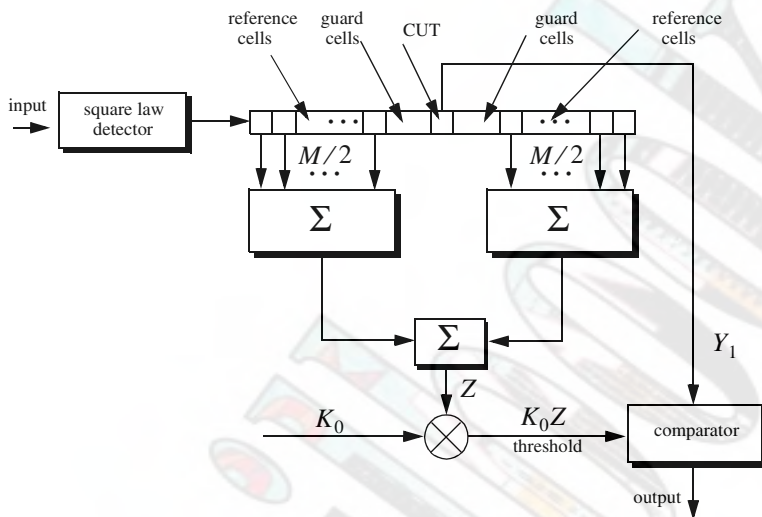 reference cells
guard cells
CUT
guard cells
reference cells
input
square law detector
...
...
M/2
...
M/2
...
Σ
Σ
Σ
Z
Y₁
K₀
K₀Z
threshold
comparator
output